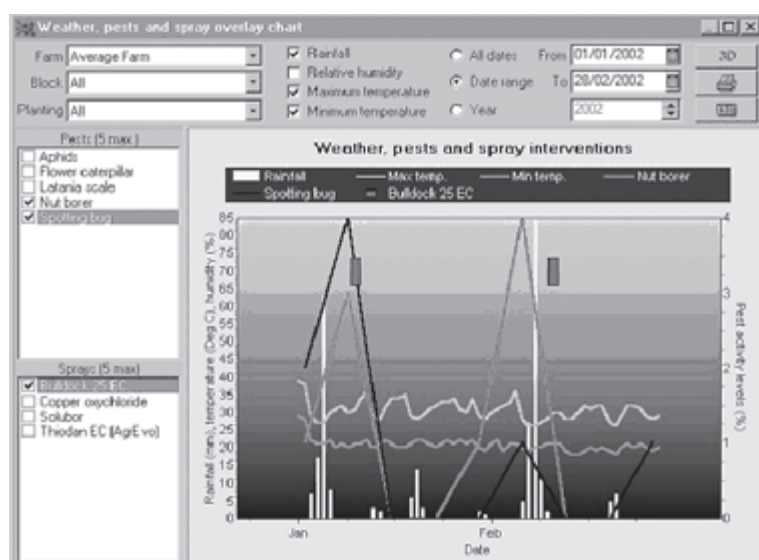 Weather, pests and spray overlay chart
Farm Average Farm
Block All
Planting All
Rainfall
Relative humidity
Maximum temperature
Minimum temperature
All dates
Date range
Year
From 01/01/2002
To 28/02/2002
2002
3D
Pests (5 max)
Aphids
Flower caterpillar
Latania scale
Nut borer
Spotting bug
Sprays (5 max)
Bulldock 25 EC
Copper oxychloride
Solubor
Thiodan EC (AgrEvo)
Weather, pests and spray interventions
Rainfall Max temp. Min temp. Nut borer
Spotting bug Bulldock 25 EC
Rainfall (mm), temperature (Deg C), humidity (%)
85
80
75
70
65
60
55
50
45
40
35
30
25
20
15
10
5
0
4
3
2
1
0
Pest activity levels (%)
Jan Feb
Date